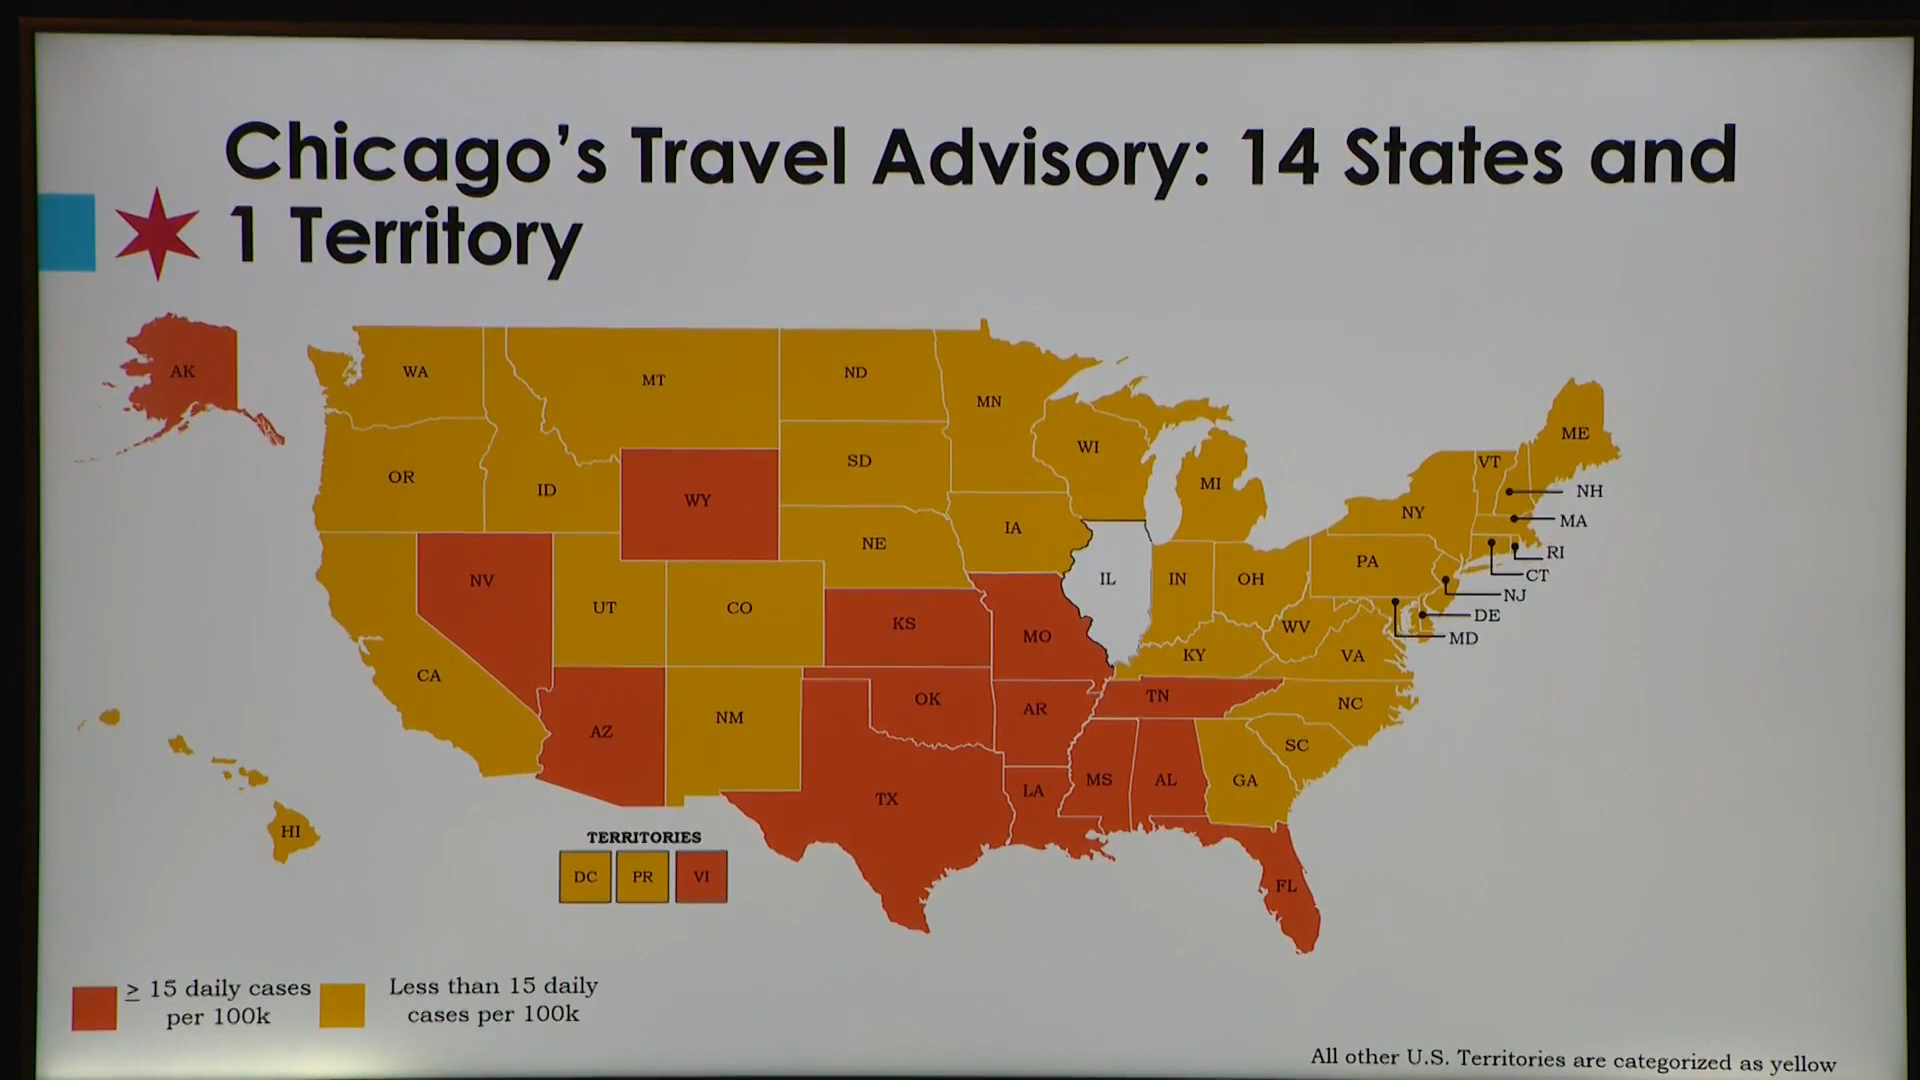 Chicago's Travel Advisory: 14 States and
1 Territory
AK
WA
MT
ND
MN
WI
MI
ME
VT
NH
MA
RI
CT
NJ
DE
MD
OR
ID
WY
SD
NY
IA
NE
PA
NV
UT
CO
KS
MO
IL
IN
OH
WV
VA
KY
CA
AZ
NM
OK
AR
TN
NC
SC
TX
LA
MS
AL
GA
HI
FL
TERRITORIES
DC
PR
VI
≥ 15 daily cases
per 100k
Less than 15 daily
cases per 100k
All other U.S. Territories are categorized as yellow